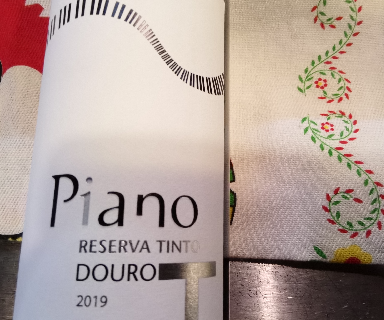 Piano
RESERVA TINTO
DOURO
T
2019